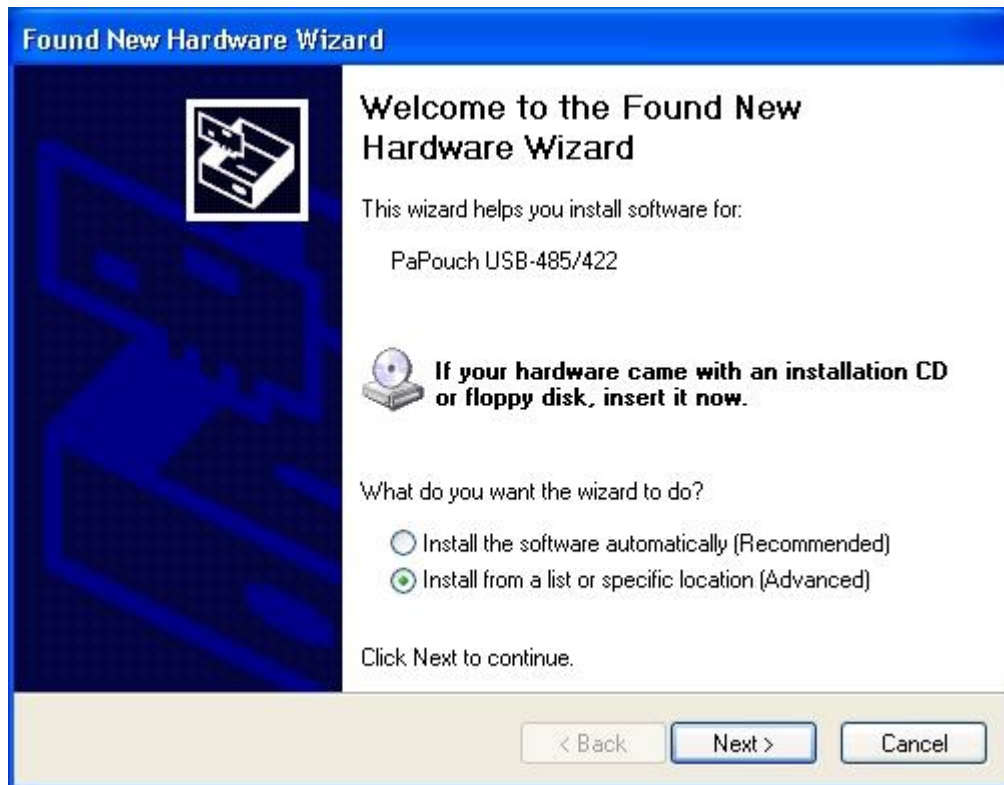 Found New Hardware Wizard
Welcome to the Found New
Hardware Wizard
This wizard helps you install software for:
PaPouch USB-485/422
If your hardware came with an installation CD
or floppy disk, insert it now.
What do you want the wizard to do?
Install the software automatically (Recommended)
Install from a list or specific location (Advanced)
Click Next to continue.
< Back
Next >
Cancel